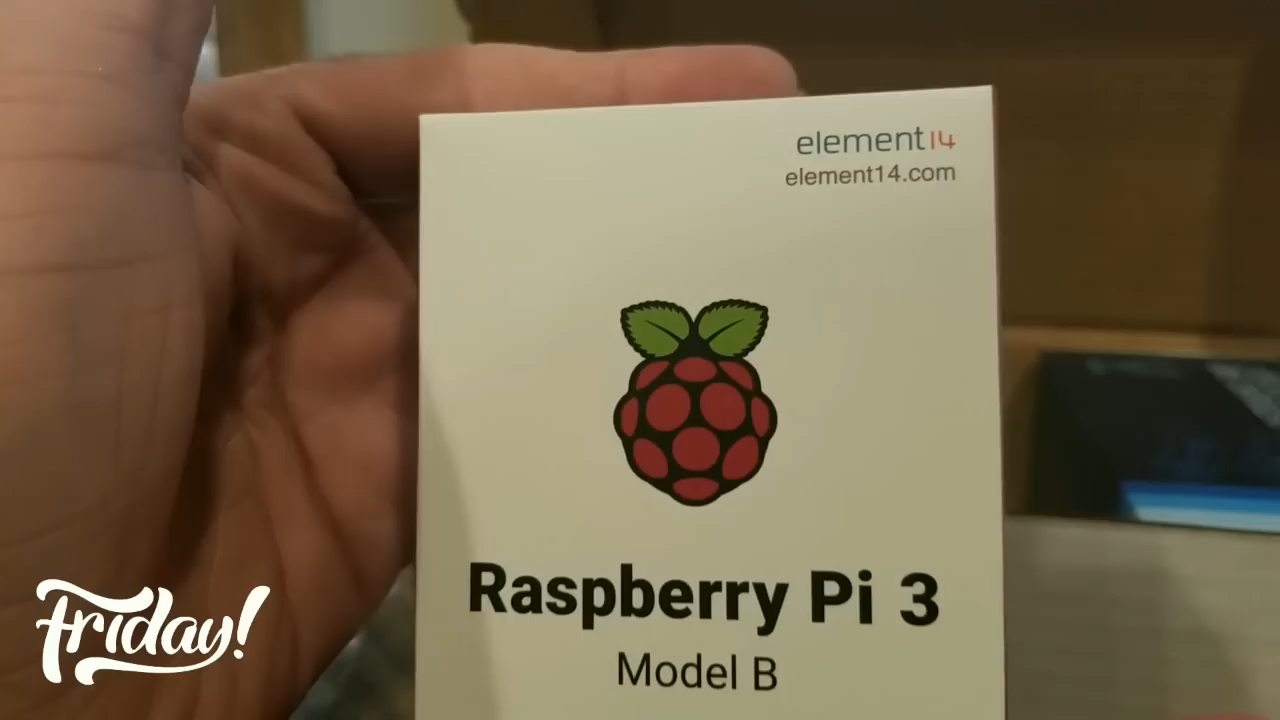 element14
element14.com
Raspberry Pi 3
Model B
Friday!